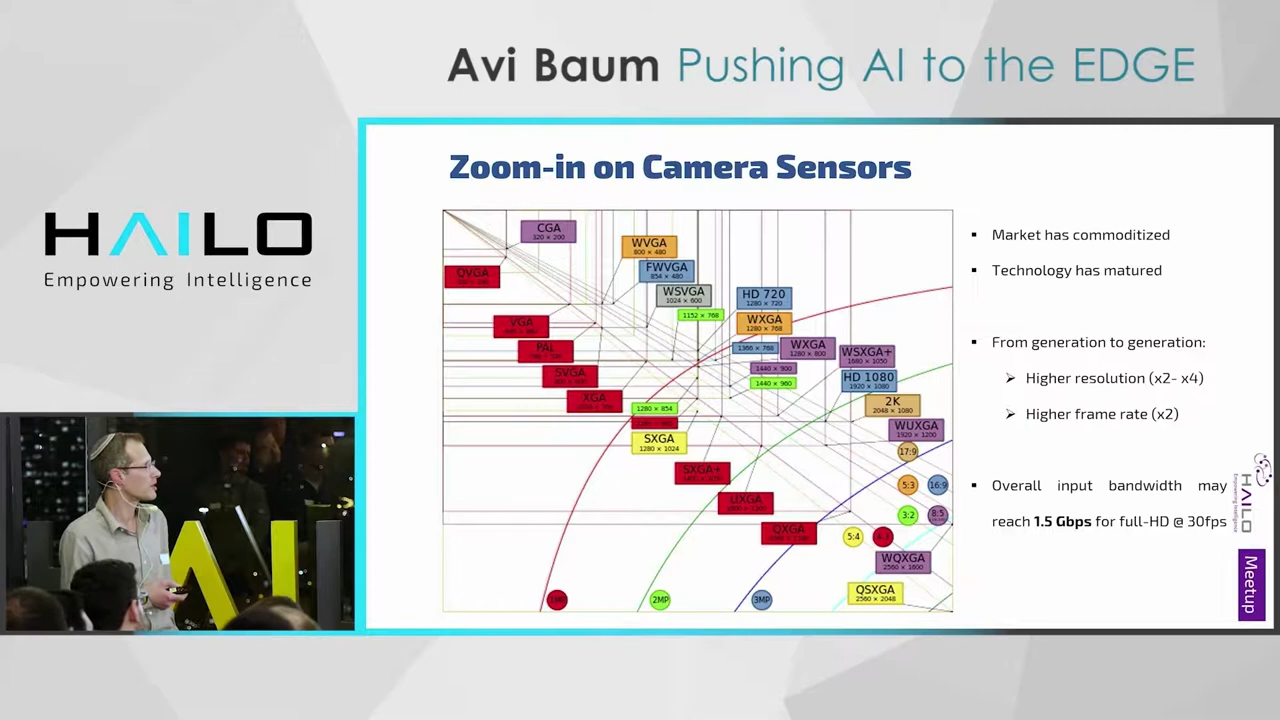 Avi Baum Pushing AI to the EDGE
HAILO
Empowering Intelligence
Zoom-in on Camera Sensors
CGA
320 × 200
QVGA
WVGA
800 × 480
FWVGA
854 × 480
WSVGA
1024 × 600
1152 × 768
HD 720
1280 × 720
WXGA
1280 × 768
VGA
PAL
SVGA
XGA
1366 × 768
WXGA
1280 × 800
WSXGA+
1680 × 1050
1440 × 900
1440 × 960
HD 1080
1920 × 1080
2K
2048 × 1080
WUXGA
1920 × 1200
1280 × 854
SXGA
1280 × 1024
SXGA+
UXGA
QXGA
17:9
5:3
16:9
3:2
8:5
5:4
WQXGA
2560 × 1600
QSXGA
2560 × 2048
2MP
3MP
▪ Market has commoditized
▪ Technology has matured
▪ From generation to generation:
➢ Higher resolution (x2- x4)
➢ Higher frame rate (x2)
▪ Overall input bandwidth may
reach 1.5 Gbps for full-HD @ 30fps
HAILO
Meetup
AI